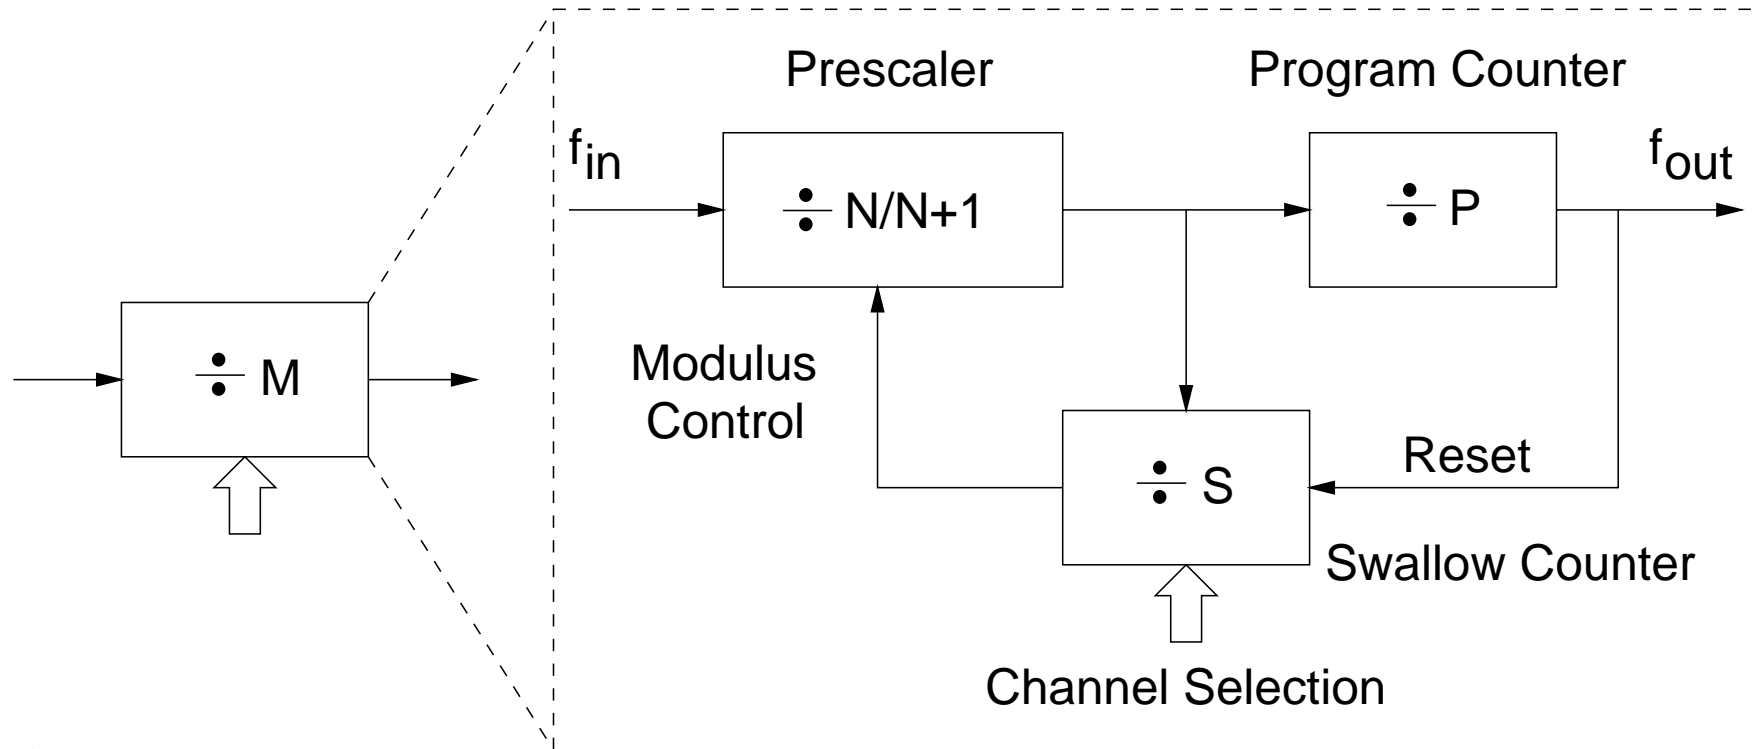 Prescaler
Program Counter
f_in
÷ N/N+1
÷ P
f_out
÷ M
Modulus
Control
÷ S
Reset
Swallow Counter
Channel Selection